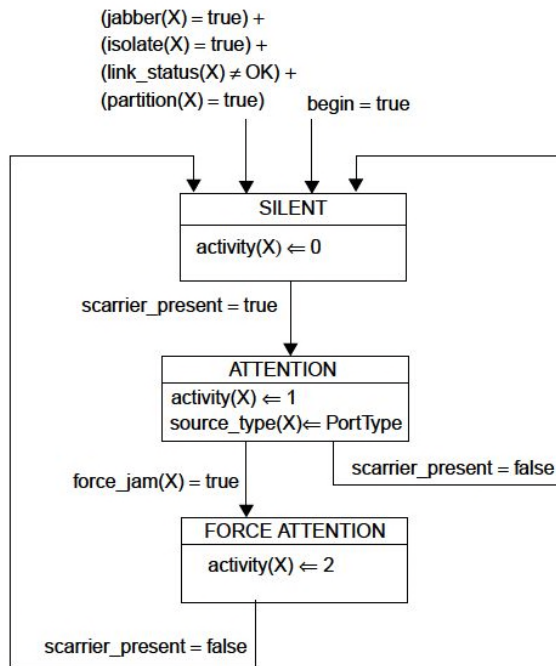 (jabber(X) = true) +
(isolate(X) = true) +
(link_status(X) ≠ OK) +
(partition(X) = true)
begin = true
SILENT
activity(X) ⇐ 0
scarrier_present = true
ATTENTION
activity(X) ⇐ 1
source_type(X)⇐ PortType
scarrier_present = false
force_jam(X) = true
FORCE ATTENTION
activity(X) ⇐ 2
scarrier_present = false